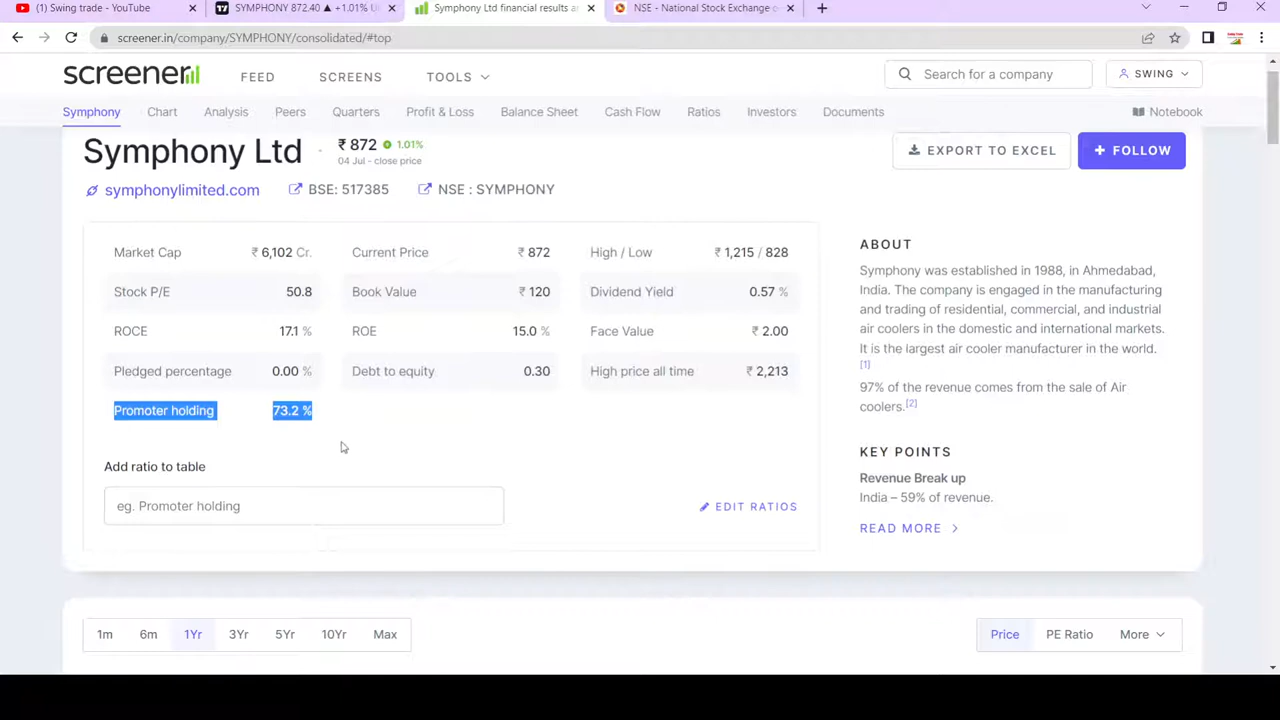 Swing trade - YouTube
SYMPHONY 872.40 ▲ +1.01% U
Symphony Ltd financial results a
NSE - National Stock Exchange o
screener.in/company/SYMPHONY/consolidated/#top
screener
FEED
SCREENS
TOOLS
Search for a company
SWING
Symphony
Chart
Analysis
Peers
Quarters
Profit & Loss
Balance Sheet
Cash Flow
Ratios
Investors
Documents
Notebook
Symphony Ltd
₹ 872 1.01%
04 Jul - close price
EXPORT TO EXCEL
+ FOLLOW
symphonylimited.com
BSE: 517385
NSE : SYMPHONY
Market Cap ₹ 6,102 Cr.
Current Price ₹ 872
High / Low ₹ 1,215 / 828
Stock P/E 50.8
Book Value ₹ 120
Dividend Yield 0.57 %
ROCE 17.1 %
ROE 15.0 %
Face Value ₹ 2.00
Pledged percentage 0.00 %
Debt to equity 0.30
High price all time ₹ 2,213
Promoter holding 73.2 %
Add ratio to table
eg. Promoter holding
EDIT RATIOS
ABOUT
Symphony was established in 1988, in Ahmedabad,
India. The company is engaged in the manufacturing
and trading of residential, commercial, and industrial
air coolers in the domestic and international markets.
It is the largest air cooler manufacturer in the world.
[1]
97% of the revenue comes from the sale of Air
coolers.[2]
KEY POINTS
Revenue Break up
India – 59% of revenue.
READ MORE
1m
6m
1Yr
3Yr
5Yr
10Yr
Max
Price
PE Ratio
More